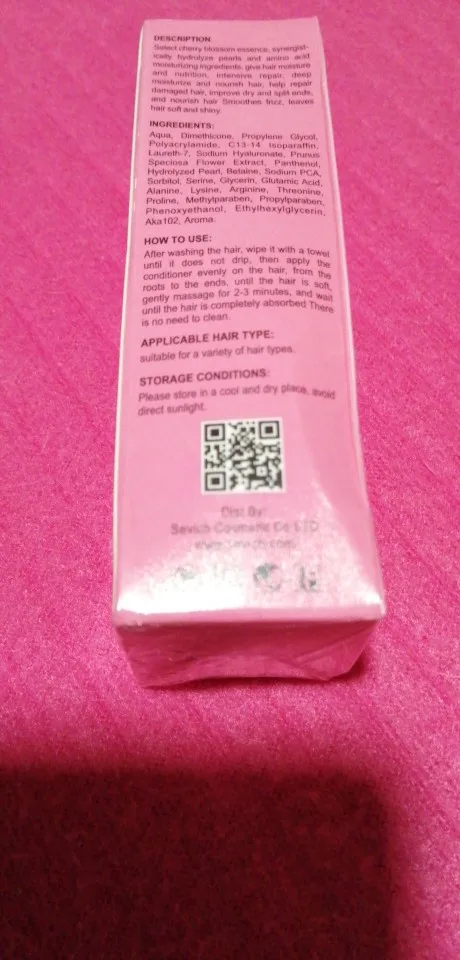 DESCRIPTION
Select cherry blossom essence, synergist-
ically hydrolyze pearls and amino acid
moisturizing ingredients, give hair moisture
and nutrition, intensive repair, deep
moisturize and nourish hair, help repair
damaged hair, improve dry and split ends,
and nourish hair Smoothes frizz, leaves
hair soft and shiny.
INGREDIENTS:
Aqua, Dimethicone, Propylene Glycol,
Polyacrylamide, C13-14 Isoparaffin,
Laureth-7, Sodium Hyaluronate, Prunus
Speciosa Flower Extract, Panthenol,
Hydrolyzed Pearl, Betaine, Sodium PCA,
Sorbitol, Serine, Glycerin, Glutamic Acid,
Alanine, Lysine, Arginine, Threonine,
Proline, Methylparaben, Propylparaben,
Phenoxyethanol, Ethylhexylglycerin,
Aka102, Aroma.
HOW TO USE:
After washing the hair, wipe it with a towel
until it does not drip, then apply the
conditioner evenly on the hair, from the
roots to the ends, until the hair is soft,
gently massage for 2-3 minutes, and wait
until the hair is completely absorbed There
is no need to clean.
APPLICABLE HAIR TYPE:
suitable for a variety of hair types.
STORAGE CONDITIONS:
Please store in a cool and dry place, avoid
direct sunlight.
Dist By:
Sevich Cosmetic Co LTD
www.sevich.com